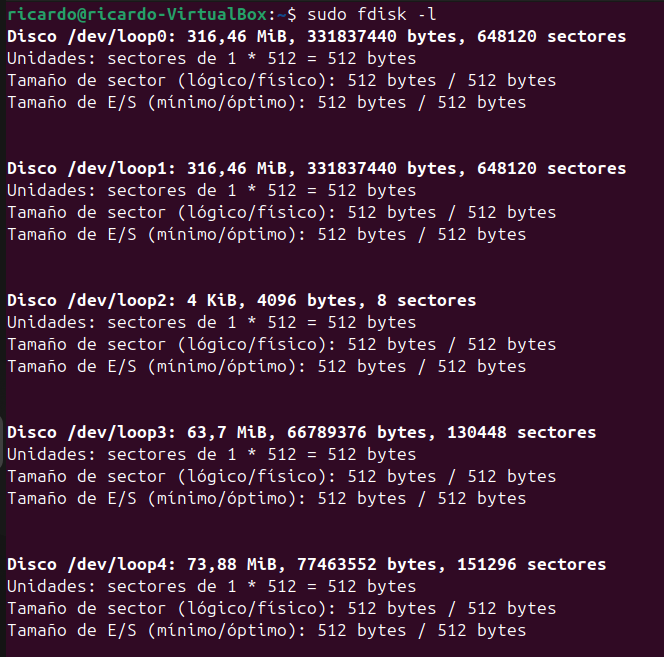 ricardo@ricardo-VirtualBox:~$ sudo fdisk -l
Disco /dev/loop0: 316,46 MiB, 331837440 bytes, 648120 sectores
Unidades: sectores de 1 * 512 = 512 bytes
Tamaño de sector (lógico/físico): 512 bytes / 512 bytes
Tamaño de E/S (mínimo/óptimo): 512 bytes / 512 bytes
Disco /dev/loop1: 316,46 MiB, 331837440 bytes, 648120 sectores
Unidades: sectores de 1 * 512 = 512 bytes
Tamaño de sector (lógico/físico): 512 bytes / 512 bytes
Tamaño de E/S (mínimo/óptimo): 512 bytes / 512 bytes
Disco /dev/loop2: 4 KiB, 4096 bytes, 8 sectores
Unidades: sectores de 1 * 512 = 512 bytes
Tamaño de sector (lógico/físico): 512 bytes / 512 bytes
Tamaño de E/S (mínimo/óptimo): 512 bytes / 512 bytes
Disco /dev/loop3: 63,7 MiB, 66789376 bytes, 130448 sectores
Unidades: sectores de 1 * 512 = 512 bytes
Tamaño de sector (lógico/físico): 512 bytes / 512 bytes
Tamaño de E/S (mínimo/óptimo): 512 bytes / 512 bytes
Disco /dev/loop4: 73,88 MiB, 77463552 bytes, 151296 sectores
Unidades: sectores de 1 * 512 = 512 bytes
Tamaño de sector (lógico/físico): 512 bytes / 512 bytes
Tamaño de E/S (mínimo/óptimo): 512 bytes / 512 bytes